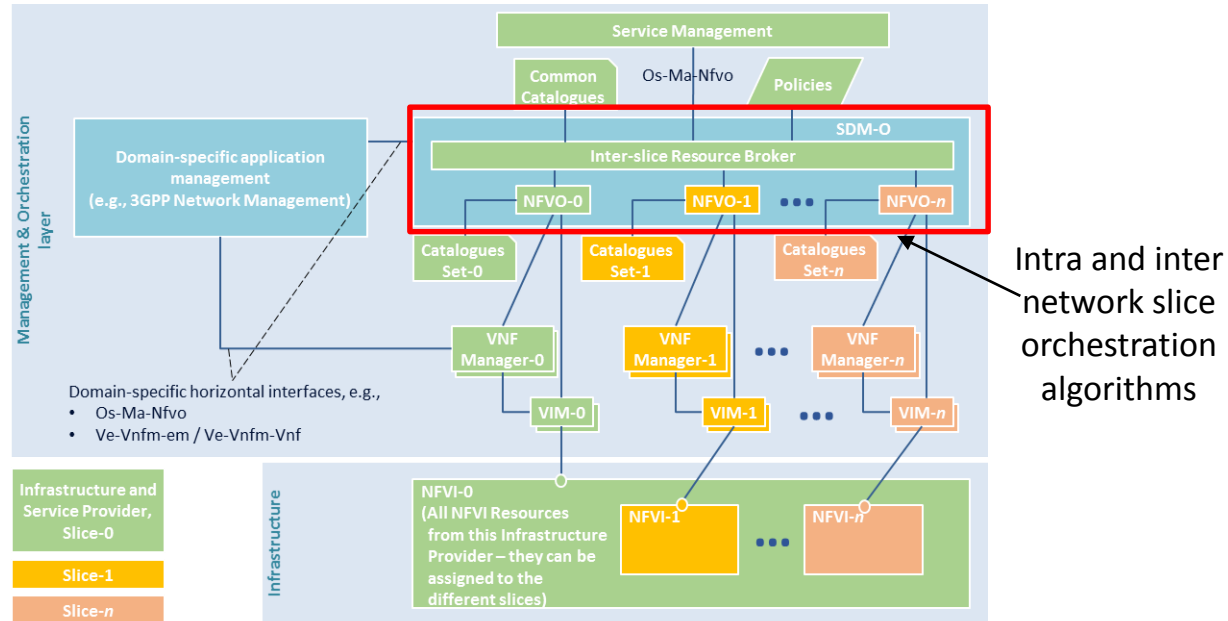 Service Management
Common
Catalogues
Os-Ma-Nfvo
Policies
Management & Orchestration
layer
Domain-specific application
management
(e.g., 3GPP Network Management)
SDM-O
Inter-slice Resource Broker
NFVO-0
NFVO-1
•••
NFVO-n
Catalogues
Set-0
Catalogues
Set-1
Catalogues
Set-n
Intra and inter
network slice
orchestration
algorithms
VNF
Manager-0
VNF
Manager-1
•••
VNF
Manager-n
Domain-specific horizontal interfaces, e.g.,
• Os-Ma-Nfvo
• Ve-Vnfm-em / Ve-Vnfm-Vnf
VIM-0
VIM-1
•••
VIM-n
Infrastructure and
Service Provider,
Slice-0
Slice-1
Slice-n
Infrastructure
NFVI-0
(All NFVI Resources
from this Infrastructure
Provider – they can be
assigned to the
different slices)
NFVI-1
•••
NFVI-n